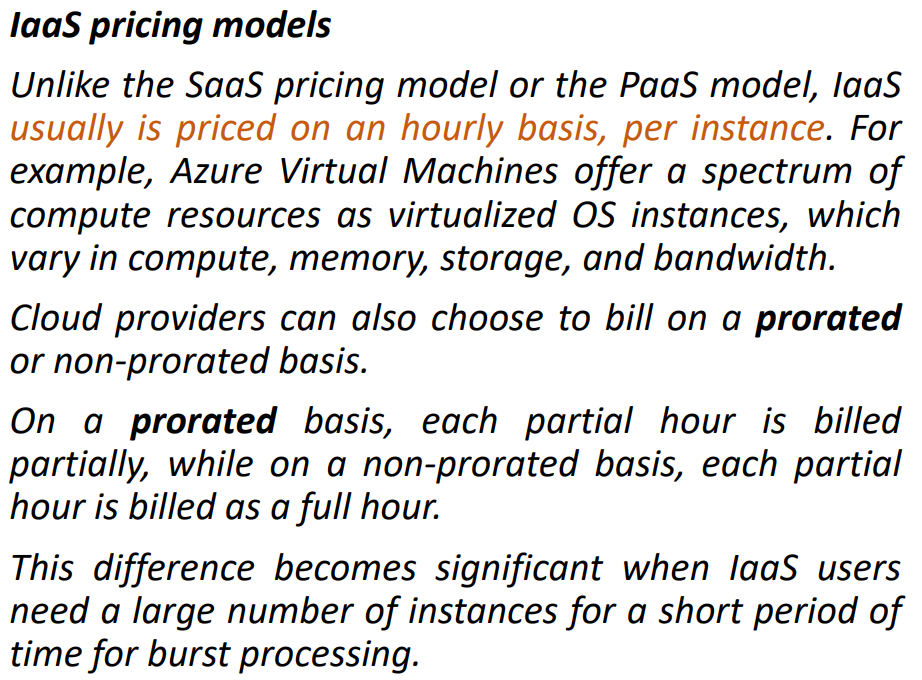 IaaS pricing models
Unlike the SaaS pricing model or the PaaS model, IaaS
usually is priced on an hourly basis, per instance. For
example, Azure Virtual Machines offer a spectrum of
compute resources as virtualized OS instances, which
vary in compute, memory, storage, and bandwidth.
Cloud providers can also choose to bill on a prorated
or non-prorated basis.
On a prorated basis, each partial hour is billed
partially, while on a non-prorated basis, each partial
hour is billed as a full hour.
This difference becomes significant when IaaS users
need a large number of instances for a short period of
time for burst processing.